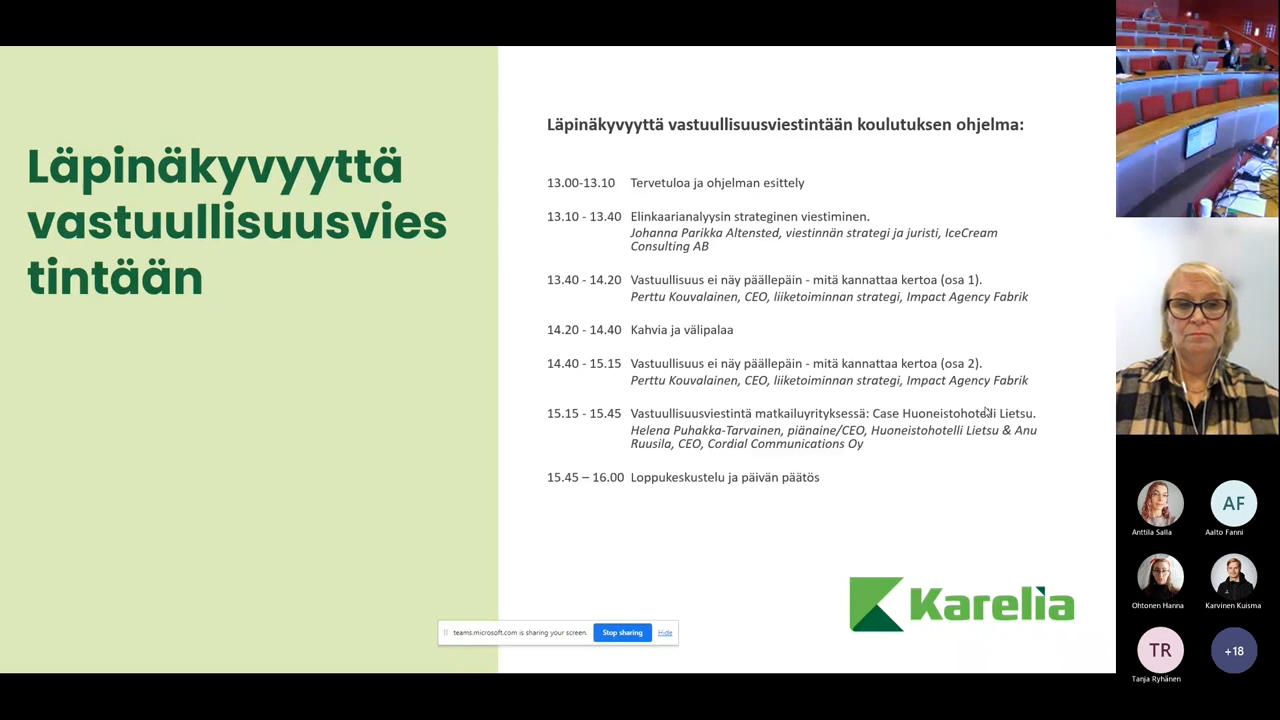 Läpinäkyvyyttä
vastuullisuusvies
tintään
Läpinäkyvyyttä vastuullisuusviestintään koulutuksen ohjelma:
13.00-13.10 Tervetuloa ja ohjelman esittely
13.10 - 13.40 Elinkaarianalyysin strateginen viestiminen.
Johanna Parikka Altensted, viestinnän strategi ja juristi, IceCream
Consulting AB
13.40 - 14.20 Vastuullisuus ei näy päällepäin - mitä kannattaa kertoa (osa 1).
Perttu Kouvalainen, CEO, liiketoiminnan strategi, Impact Agency Fabrik
14.20 - 14.40 Kahvia ja välipalaa
14.40 - 15.15 Vastuullisuus ei näy päällepäin - mitä kannattaa kertoa (osa 2).
Perttu Kouvalainen, CEO, liiketoiminnan strategi, Impact Agency Fabrik
15.15 - 15.45 Vastuullisuusviestintä matkailuyrityksessä: Case Huoneistohotelli Lietsu.
Helena Puhakka-Tarvainen, piänaine/CEO, Huoneistohotelli Lietsu & Anu
Ruusila, CEO, Cordial Communications Oy
15.45 – 16.00 Loppukeskustelu ja päivän päätös
Karelia
teams.microsoft.com is sharing your screen. Stop sharing Hide
AF
Anttila Salla Aalto Fanni
Ohtonen Hanna Karvinen Kuisma
TR +18
Tanja Ryhänen